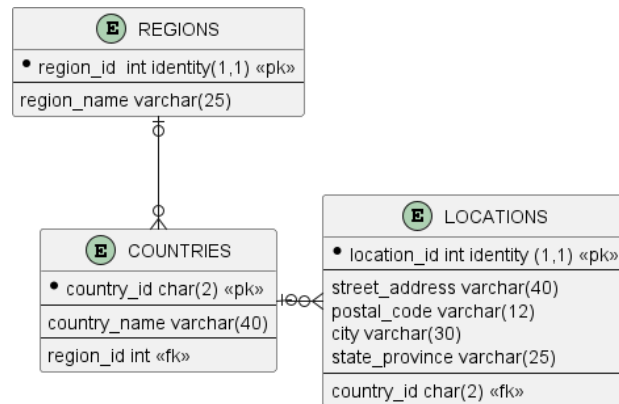 E REGIONS
• region_id int identity(1,1) «pk»
region_name varchar(25)
E COUNTRIES
• country_id char(2) «pk»
country_name varchar(40)
region_id int «fk»
E LOCATIONS
• location_id int identity (1,1) «pk»
street_address varchar(40)
postal_code varchar(12)
city varchar(30)
state_province varchar(25)
country_id char(2) «fk»